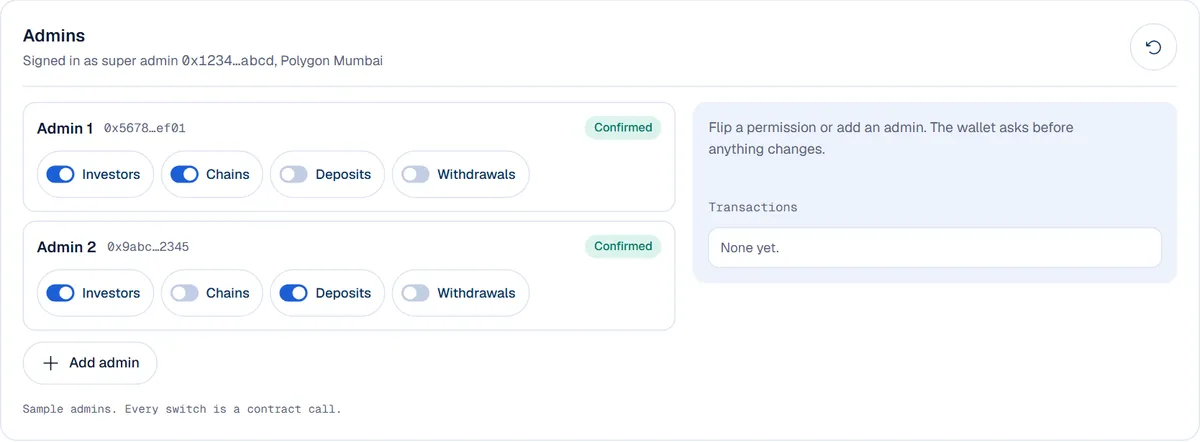 Admins
Signed in as super admin 0x1234…abcd, Polygon Mumbai
Admin 1 0x5678…ef01 Confirmed
Investors Chains Deposits Withdrawals
Admin 2 0x9abc…2345 Confirmed
Investors Chains Deposits Withdrawals
Add admin
Sample admins. Every switch is a contract call.
Flip a permission or add an admin. The wallet asks before
anything changes.
Transactions
None yet.